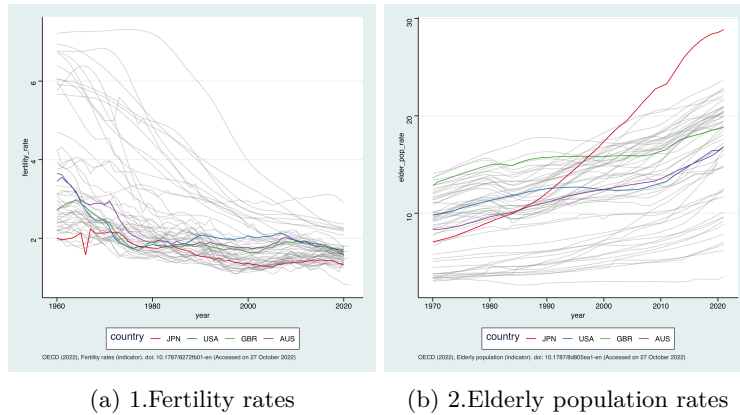 fertility_rate
6
4
2
1960
1980
2000
2020
year
country JPN USA GBR AUS
OECD (2022), Fertility rates (indicator). doi: 10.1787/8272fb01-en (Accessed on 27 October 2022)
(a) 1.Fertility rates
elder_pop_rate
30
20
10
1970
1980
1990
2000
2010
2020
year
country JPN USA GBR AUS
OECD (2022), Elderly population (indicator). doi: 10.1787/8d805ea1-en (Accessed on 27 October 2022)
(b) 2.Elderly population rates